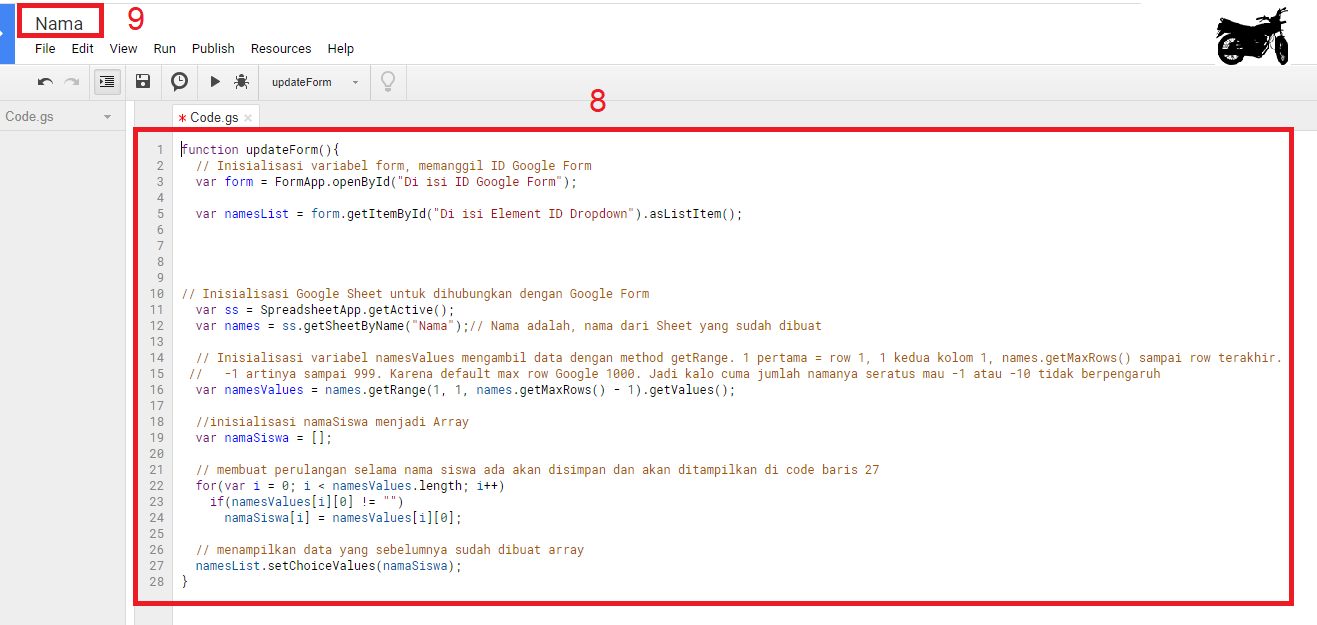 Nama 9
File Edit View Run Publish Resources Help
updateForm
8
Code.gs
* Code.gs ×
1 function updateForm(){
2 // Inisialisasi variabel form, memanggil ID Google Form
3 var form = FormApp.openById("Di isi ID Google Form");
4
5 var namesList = form.getItemById("Di isi Element ID Dropdown").asListItem();
6
7
8
9
10 // Inisialisasi Google Sheet untuk dihubungkan dengan Google Form
11 var ss = SpreadsheetApp.getActive();
12 var names = ss.getSheetByName("Nama");// Nama adalah, nama dari Sheet yang sudah dibuat
13
14 // Inisialisasi variabel namesValues mengambil data dengan method getRange. 1 pertama = row 1, 1 kedua kolom 1, names.getMaxRows() sampai row terakhir.
15 // -1 artinya sampai 999. Karena default max row Google 1000. Jadi kalo cuma jumlah namanya seratus mau -1 atau -10 tidak berpengaruh
16 var namesValues = names.getRange(1, 1, names.getMaxRows() - 1).getValues();
17
18 //inisialisasi namaSiswa menjadi Array
19 var namaSiswa = [];
20
21 // membuat perulangan selama nama siswa ada akan disimpan dan akan ditampilkan di code baris 27
22 for(var i = 0; i < namesValues.length; i++)
23 if(namesValues[i][0] != "")
24 namaSiswa[i] = namesValues[i][0];
25
26 // menampilkan data yang sebelumnya sudah dibuat array
27 namesList.setChoiceValues(namaSiswa);
28 }